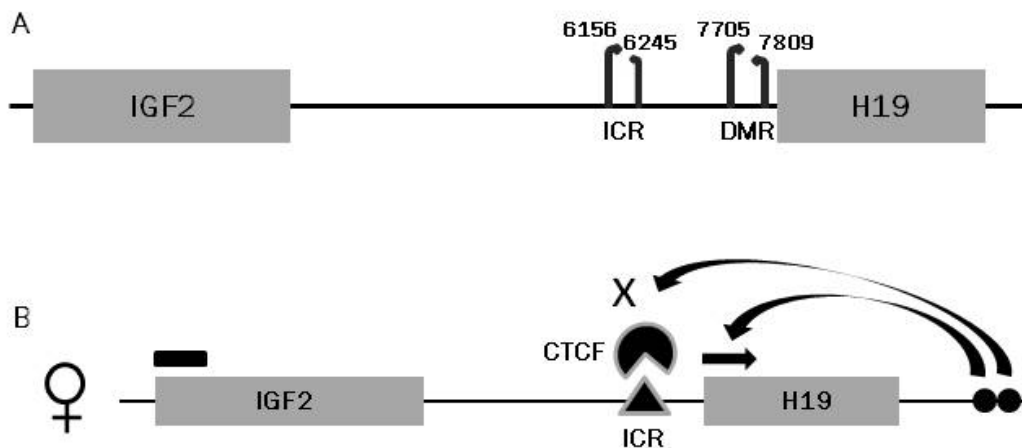 A
6156
6245
7705
7809
IGF2
H19
ICR
DMR
B
X
CTCF
IGF2
H19
ICR